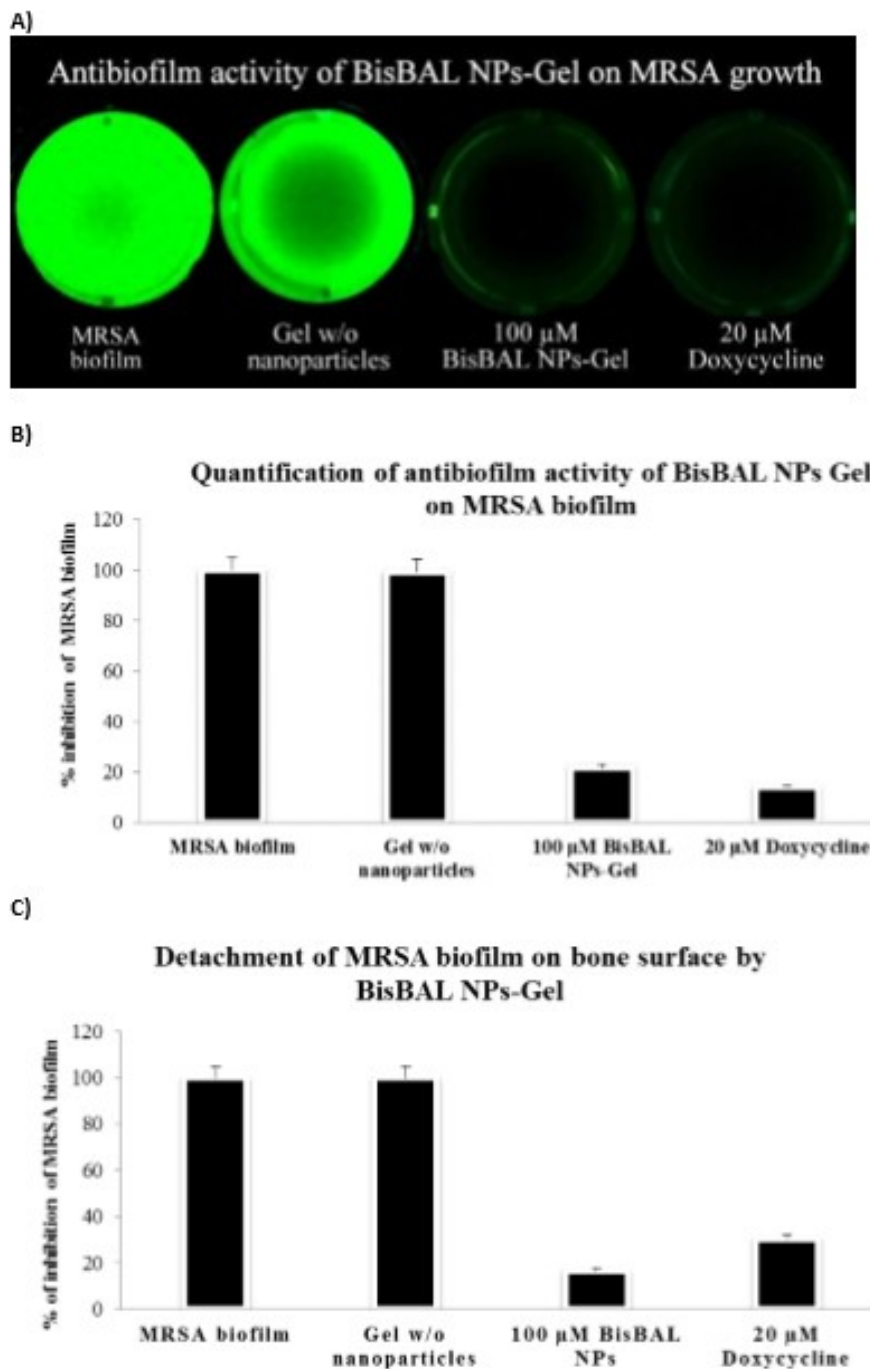 A)
Antibiofilm activity of BisBAL NPs-Gel on MRSA growth
MRSA
biofilm
Gel w/o
nanoparticles
100 µM
BisBAL NPs-Gel
20 µM
Doxycycline
B)
Quantification of antibiofilm activity of BisBAL NPs Gel
on MRSA biofilm
% inhibition of MRSA biofilm
120
100
80
60
40
20
0
MRSA biofilm
Gel w/o
nanoparticles
100 µM BisBAL
NPs-Gel
20 µM Doxycycline
C)
Detachment of MRSA biofilm on bone surface by
BisBAL NPs-Gel
% of inhibition of MRSA biofilm
120
100
80
60
40
20
0
MRSA biofilm
Gel w/o
nanoparticles
100 µM BisBAL
NPs
20 µM
Doxycycline